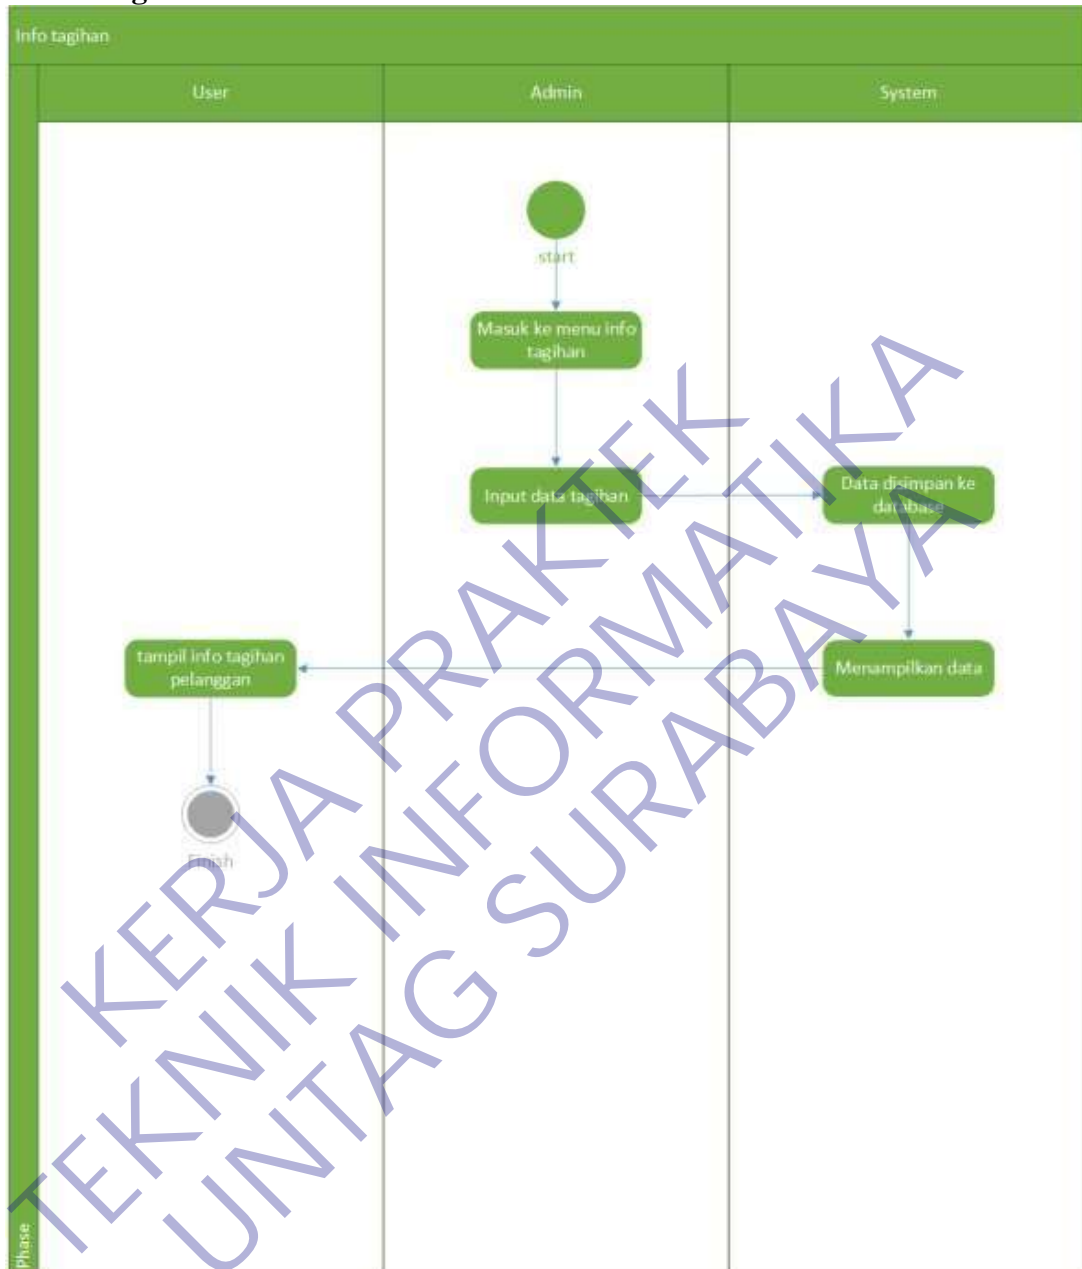 Info tagihan
User
Admin
System
start
Masuk ke menu info
tagihan
Input data tagihan
Data disimpan ke
database
Menampilkan data
tampil info tagihan
pelanggan
Finish
Phase
KERJA PRAKTEK
TEKNIK INFORMATIKA
UNTAG SURABAYA